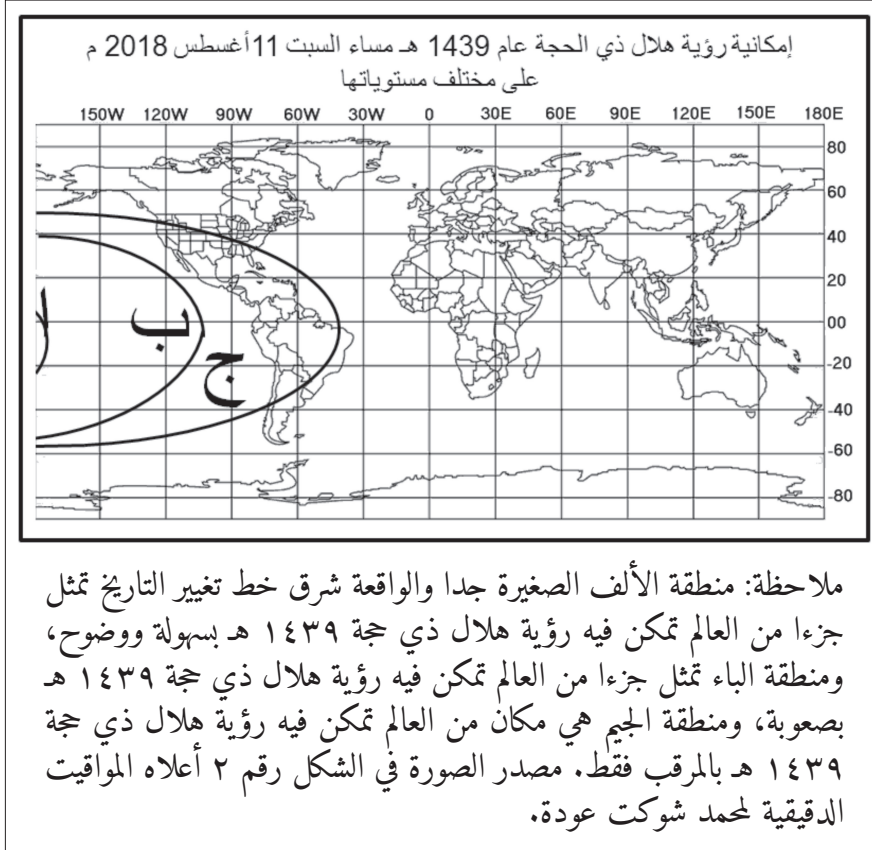 إمكانية رؤية هلال ذي الحجة عام 1439 هـ مساء السبت 11 أغسطس 2018 م
على مختلف مستوياتها
150W 120W 90W 60W 30W 0 30E 60E 90E 120E 150E 180E
80
60
40
20
00
-20
-40
-60
-80
ا
ب
ج
ملاحظة: منطقة الألف الصغيرة جدا والواقعة شرق خط تغيير التاريخ تمثل
جزءا من العالم تمكن فيه رؤية هلال ذي حجة ١٤٣٩ هـ بسهولة ووضوح،
ومنطقة الباء تمثل جزءا من العالم تمكن فيه رؤية هلال ذي حجة ١٤٣٩ هـ
بصعوبة، ومنطقة الجيم هي مكان من العالم تمكن فيه رؤية هلال ذي حجة
١٤٣٩ هـ بالمرقب فقط. مصدر الصورة في الشكل رقم ٢ أعلاه المواقيت
الدقيقية لمحمد شوكت عودة.